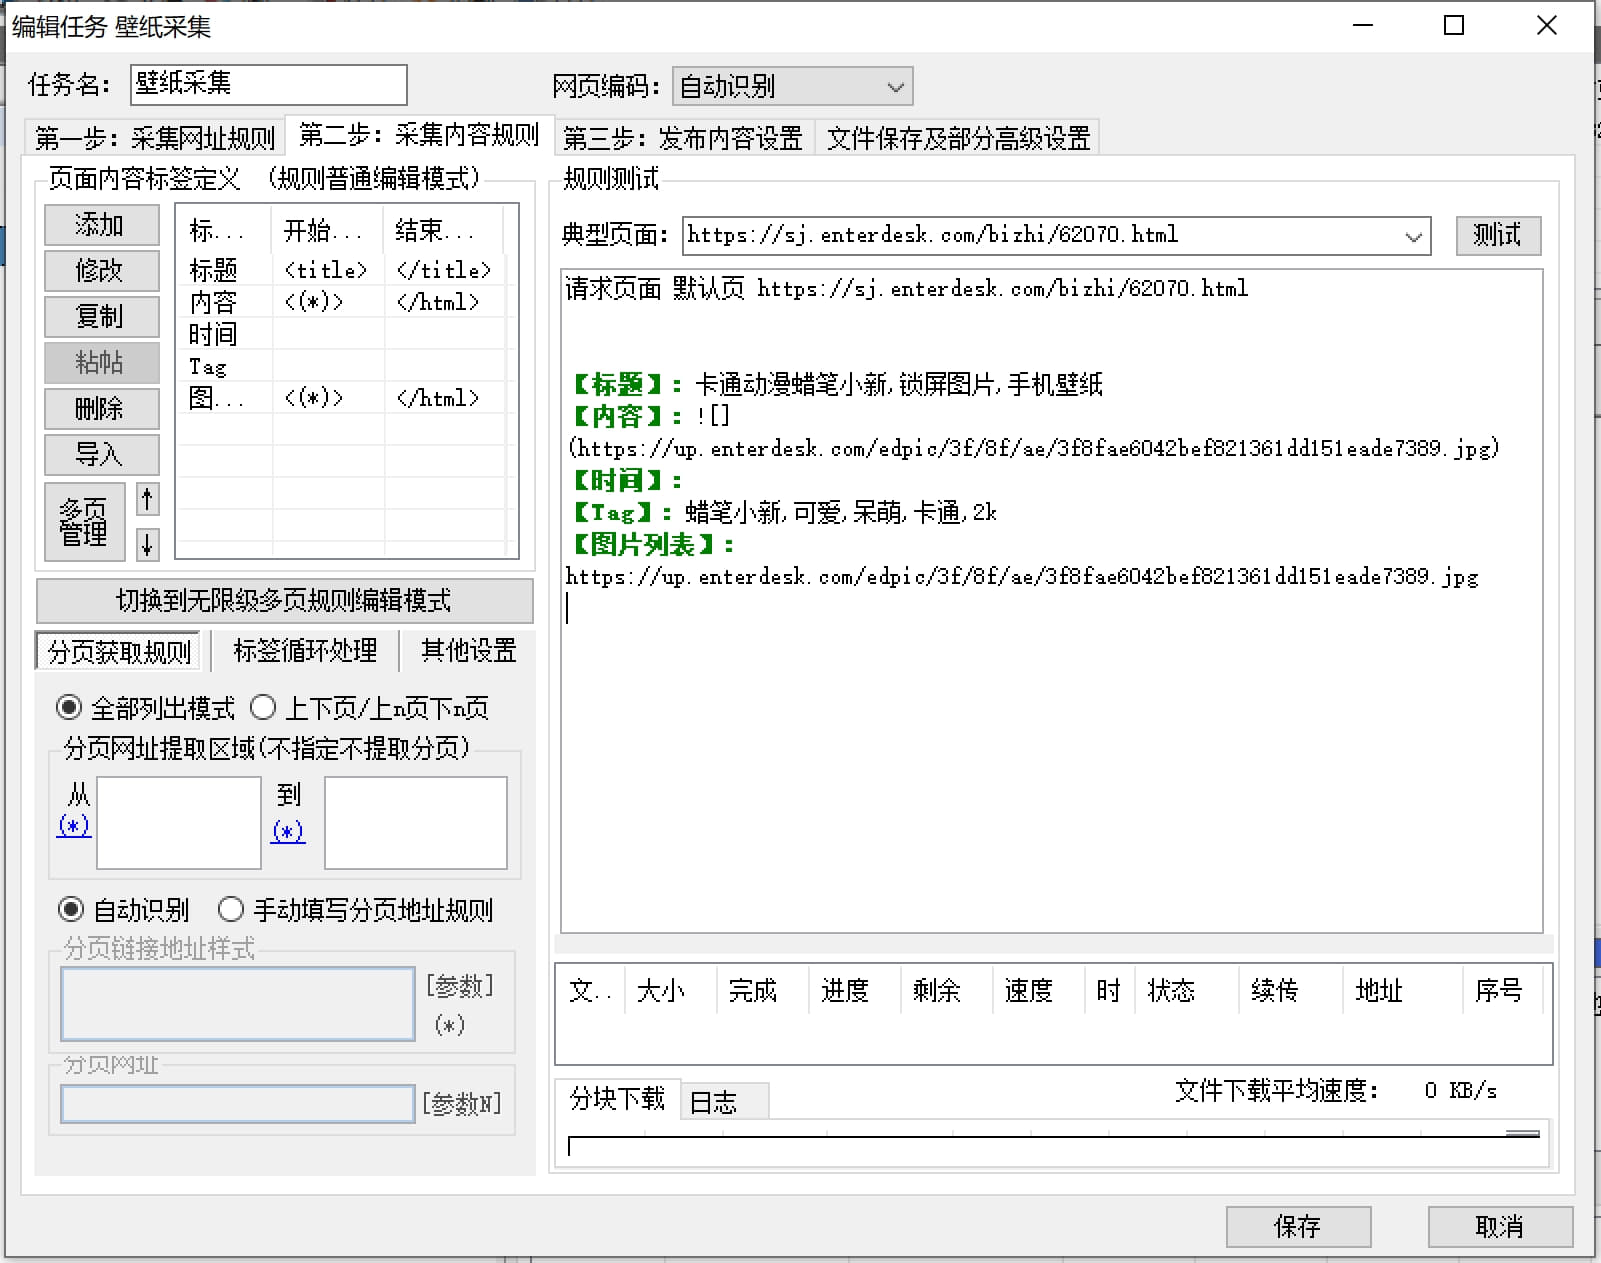 编辑任务 壁纸采集
任务名： 壁纸采集 网页编码： 自动识别
第一步：采集网址规则 第二步：采集内容规则 第三步：发布内容设置 文件保存及部分高级设置
页面内容标签定义 （规则普通编辑模式）
添加
修改
复制
粘帖
删除
导入
多页
管理
↑
↓
标... 开始... 结束...
标题 <title> </title>
内容 <(*)> </html>
时间
Tag
图... <(*)> </html>
切换到无限级多页规则编辑模式
分页获取规则 标签循环处理 其他设置
全部列出模式 上下页/上n页下n页
分页网址提取区域(不指定不提取分页)
从 到
(*) (*)
自动识别 手动填写分页地址规则
分页链接地址样式
[参数]
(*)
分页网址
[参数N]
规则测试
典型页面： https://sj.enterdesk.com/bizhi/62070.html 测试
请求页面 默认页 https://sj.enterdesk.com/bizhi/62070.html
【标题】：卡通动漫蜡笔小新,锁屏图片,手机壁纸
【内容】：![]
(https://up.enterdesk.com/edpic/3f/8f/ae/3f8fae6042bef821361dd151eade7389.jpg)
【时间】：
【Tag】：蜡笔小新,可爱,呆萌,卡通,2k
【图片列表】：
https://up.enterdesk.com/edpic/3f/8f/ae/3f8fae6042bef821361dd151eade7389.jpg
文.. 大小 完成 进度 剩余 速度 时 状态 续传 地址 序号
分块下载 日志 文件下载平均速度： 0 KB/s
保存 取消